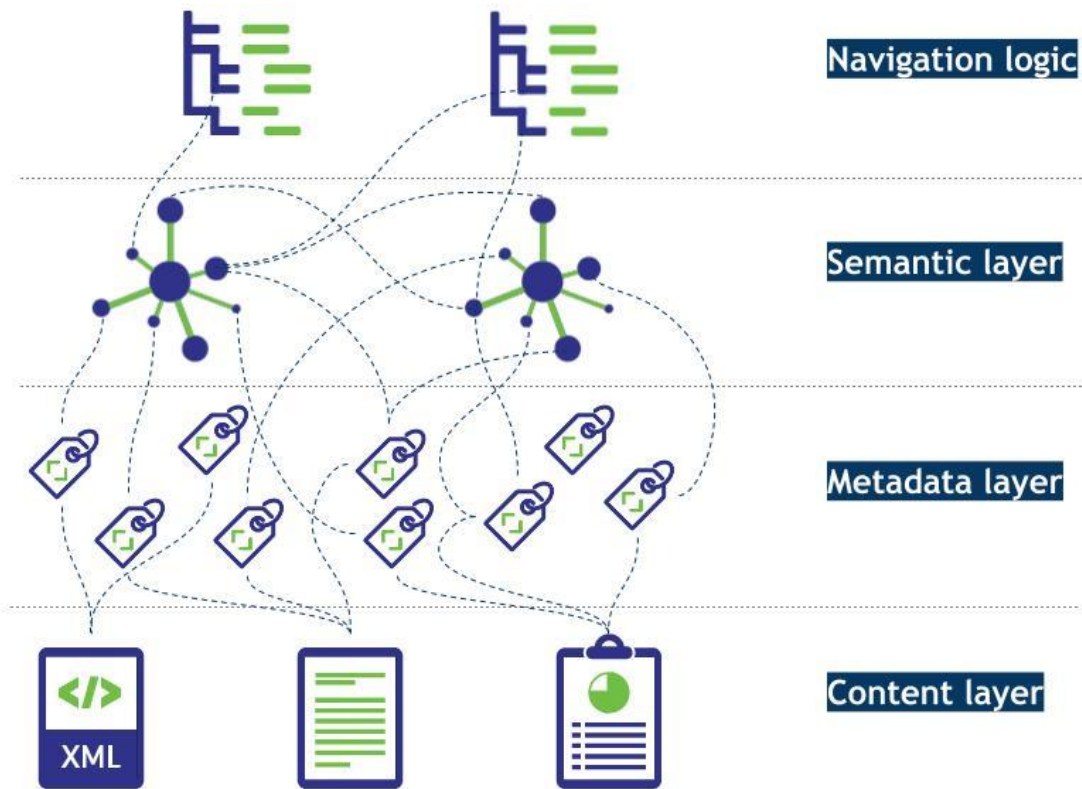 Navigation logic
Semantic layer
Metadata layer
</>
XML
Content layer